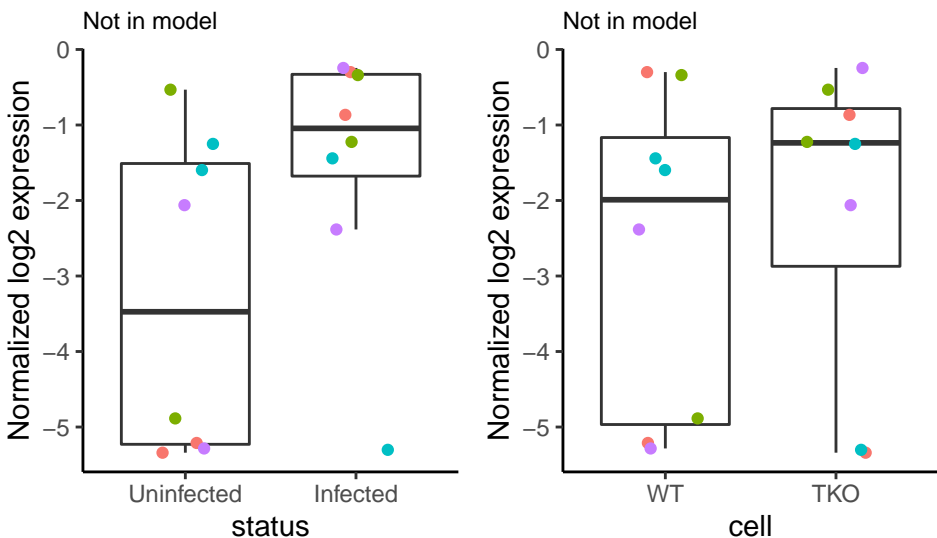 Not in model
Normalized log2 expression
0
−1
−2
−3
−4
−5
Uninfected
Infected
status
Not in model
Normalized log2 expression
0
−1
−2
−3
−4
−5
WT
TKO
cell